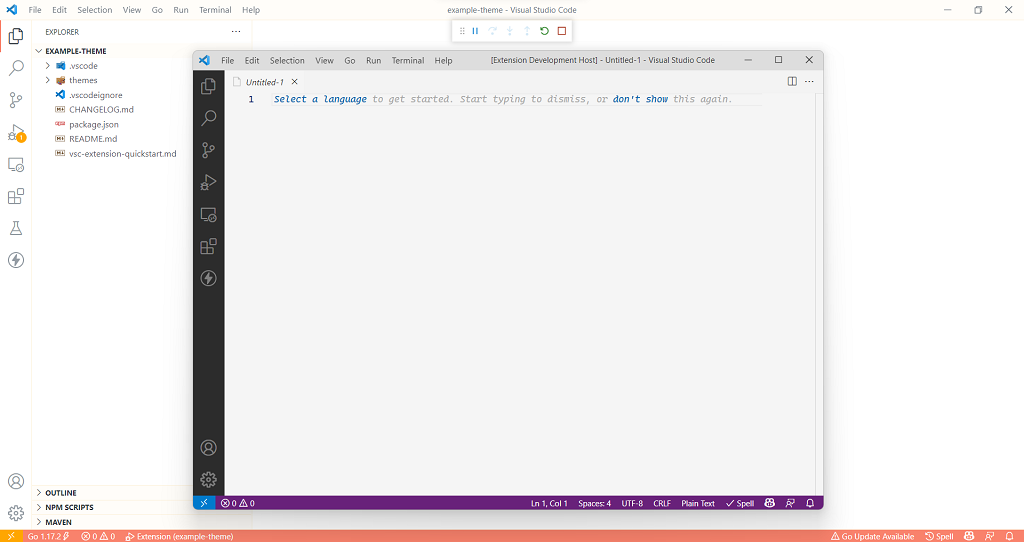 File Edit Selection View Go Run Terminal Help example-theme - Visual Studio Code
EXPLORER
EXAMPLE-THEME
.vscode
themes
.vscodeignore
CHANGELOG.md
package.json
README.md
vsc-extension-quickstart.md
1
File Edit Selection View Go Run Terminal Help [Extension Development Host] - Untitled-1 - Visual Studio Code
Untitled-1
1 Select a language to get started. Start typing to dismiss, or don't show this again.
0 0 Ln 1, Col 1 Spaces: 4 UTF-8 CRLF Plain Text Spell
OUTLINE
NPM SCRIPTS
MAVEN
Go 1.17.2 0 0 Extension (example-theme) Go Update Available Spell